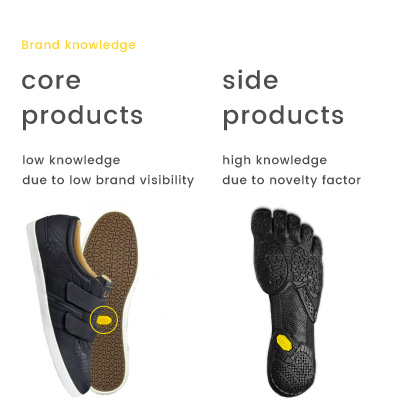 Brand knowledge
core
products
low knowledge
due to low brand visibility
side
products
high knowledge
due to novelty factor